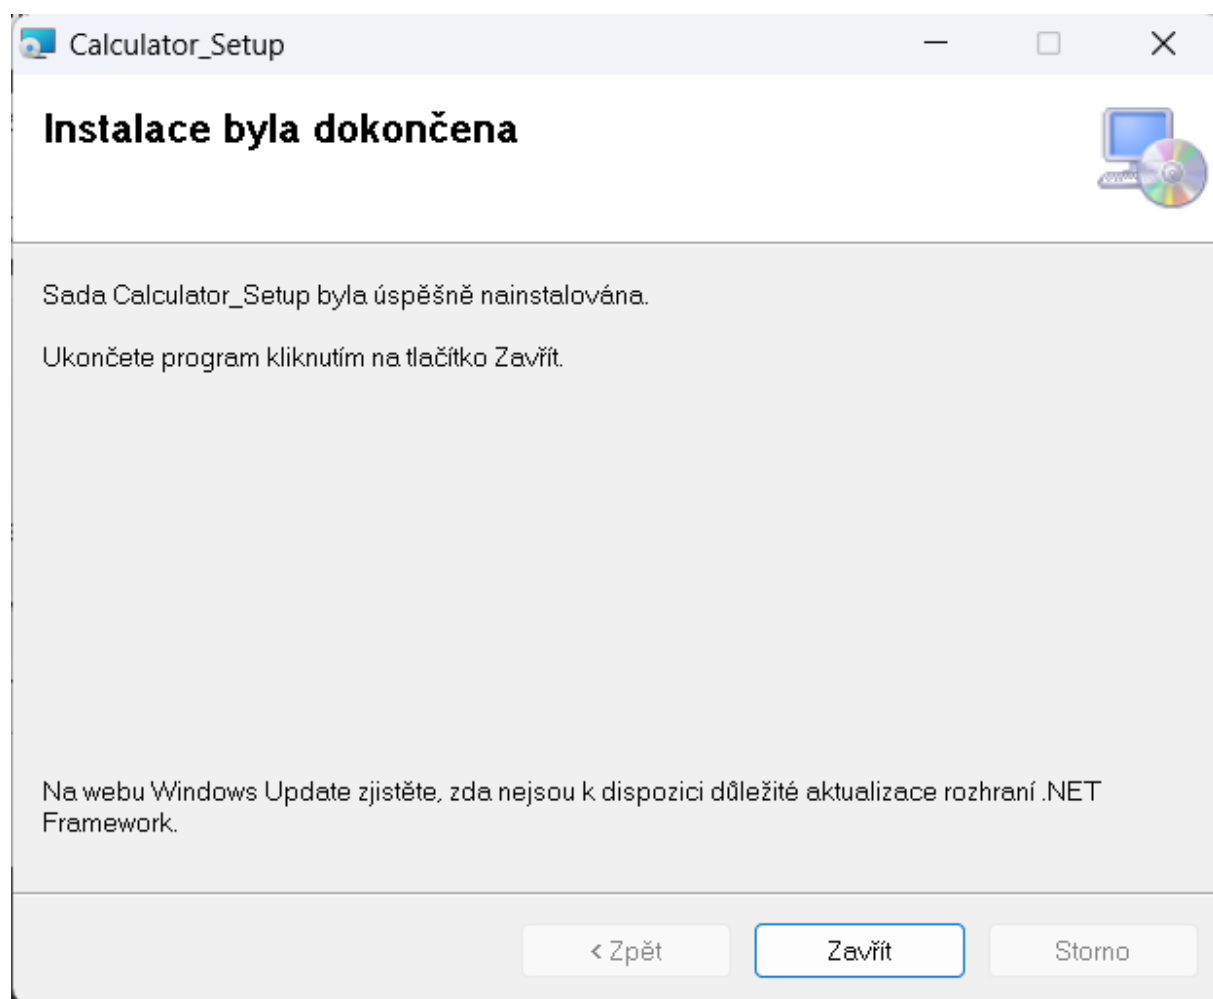 Calculator_Setup
Instalace byla dokončena
Sada Calculator_Setup byla úspěšně nainstalována.
Ukončete program kliknutím na tlačítko Zavřít.
Na webu Windows Update zjistěte, zda nejsou k dispozici důležité aktualizace rozhraní .NET
Framework.
< Zpět
Zavřít
Storno